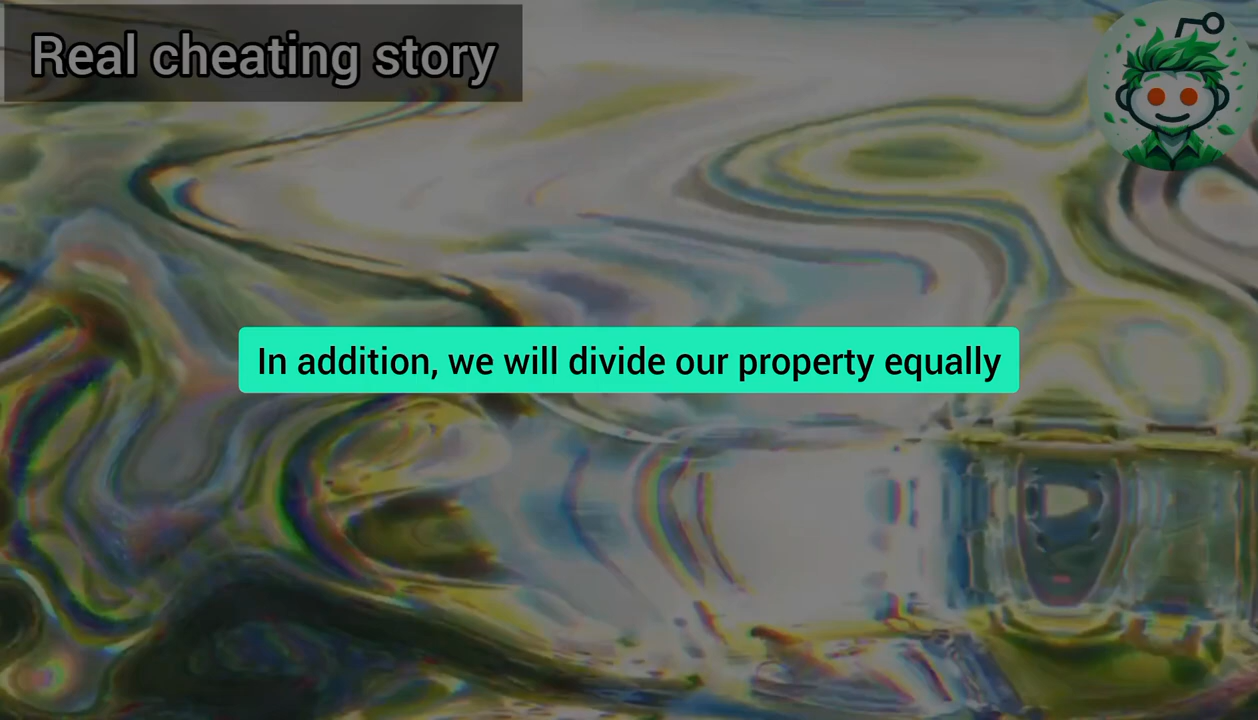 Real cheating story
In addition, we will divide our property equally